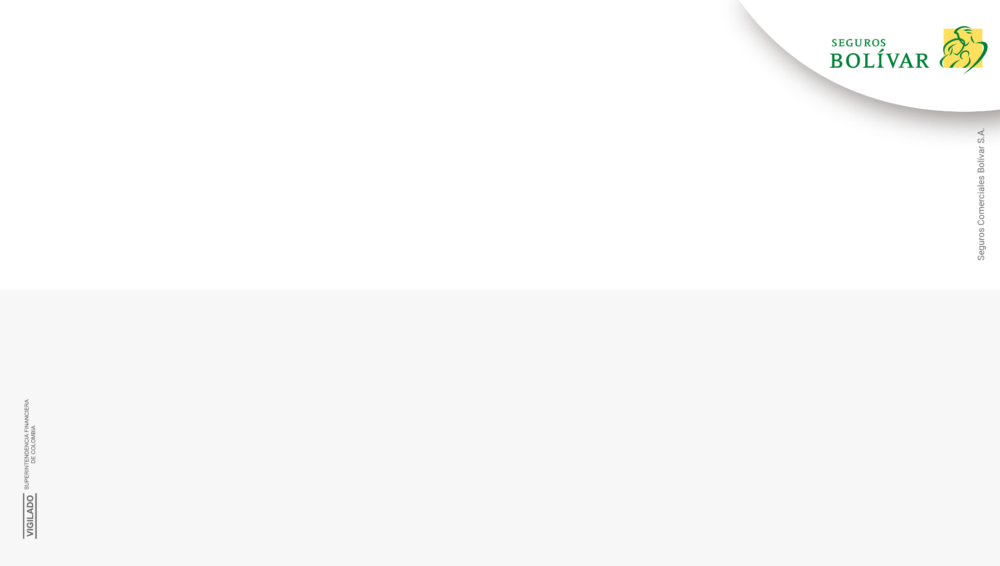 SEGUROS
BOLÍVAR
Seguros Comerciales Bolívar S.A.
VIGILADO
SUPERINTENDENCIA FINANCIERA
DE COLOMBIA